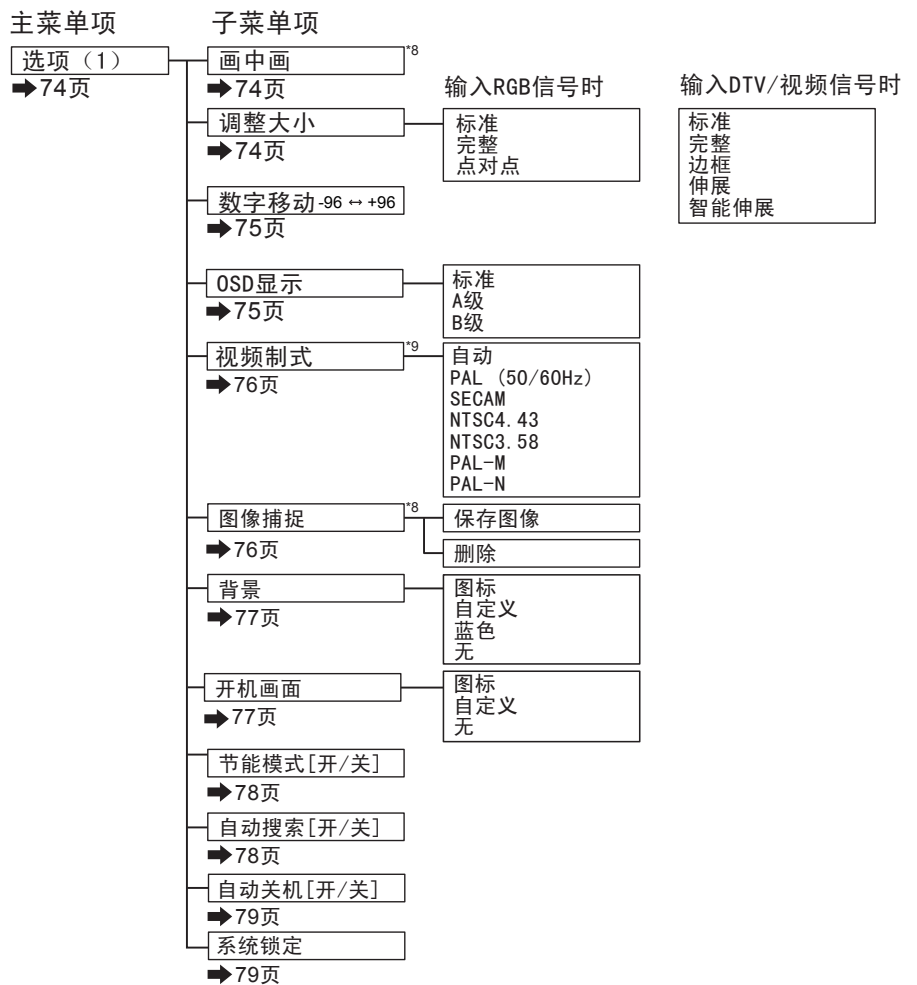 主菜单项
子菜单项
选项（1）
➡74页
画中画*8
➡74页
输入RGB信号时
输入DTV/视频信号时
调整大小
➡74页
标准
完整
点对点
标准
完整
边框
伸展
智能伸展
数字移动-96 ↔ +96
➡75页
OSD显示
➡75页
标准
A级
B级
视频制式*9
➡76页
自动
PAL (50/60Hz)
SECAM
NTSC4.43
NTSC3.58
PAL-M
PAL-N
图像捕捉*8
➡76页
保存图像
删除
背景
➡77页
图标
自定义
蓝色
无
开机画面
➡77页
图标
自定义
无
节能模式[开/关]
➡78页
自动搜索[开/关]
➡78页
自动关机[开/关]
➡79页
系统锁定
➡79页